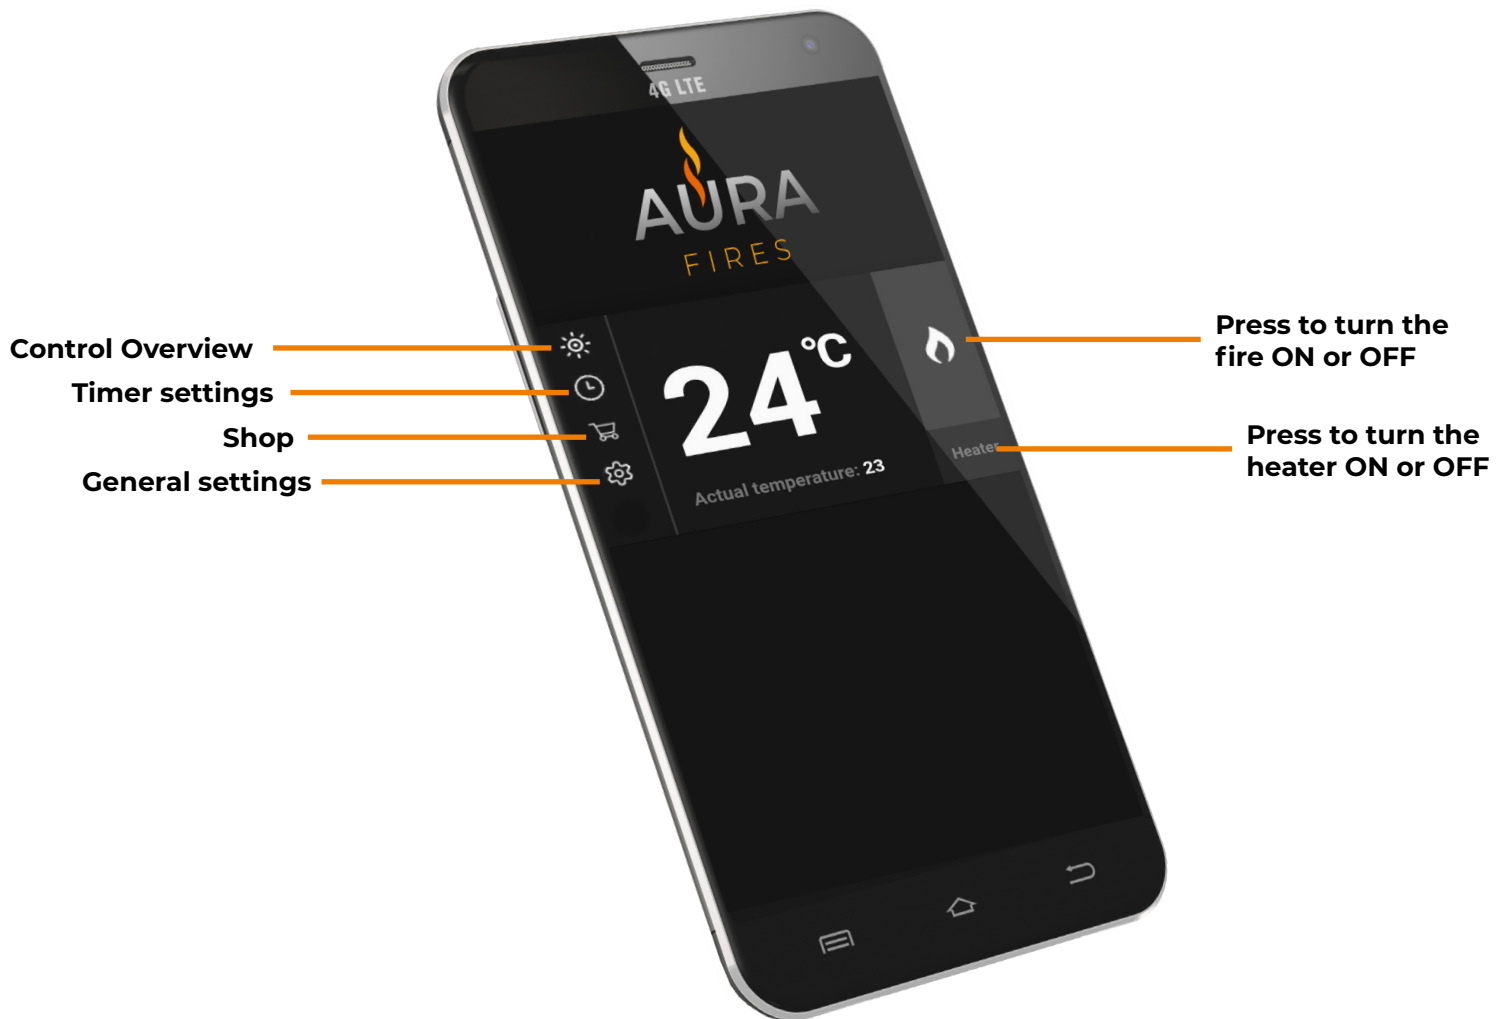 4G LTE
AURA
FIRES
Control Overview
Timer settings
Shop
General settings
24°C
Actual temperature: 23
Heater
Press to turn the
fire ON or OFF
Press to turn the
heater ON or OFF